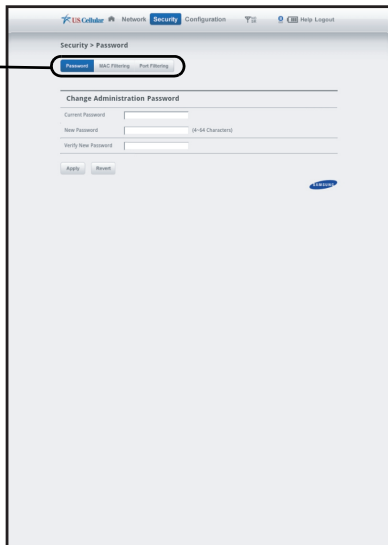 US Cellular Network Security Configuration Help Logout
Security > Password
Password MAC Filtering Port Filtering
Change Administration Password
Current Password
New Password (4~64 Characters)
Verify New Password
Apply Revert
SAMSUNG